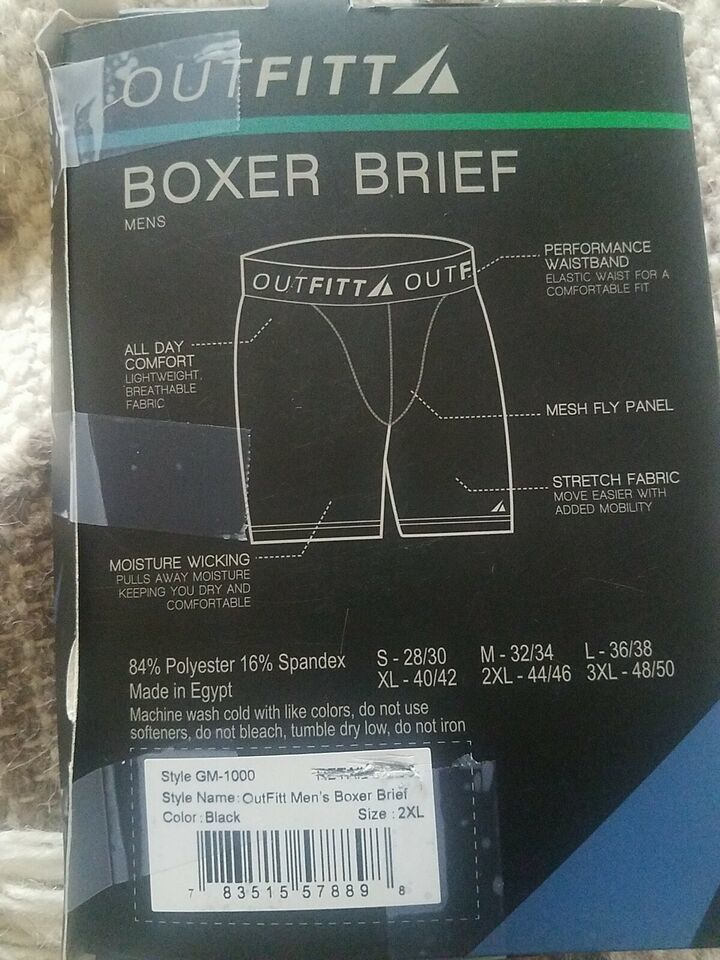 OUTFITT
BOXER BRIEF
MENS
OUTFITT OUTF
PERFORMANCE
WAISTBAND
ELASTIC WAIST FOR A
COMFORTABLE FIT
ALL DAY
COMFORT
LIGHTWEIGHT,
BREATHABLE
FABRIC
MESH FLY PANEL
STRETCH FABRIC
MOVE EASIER WITH
ADDED MOBILITY
MOISTURE WICKING
PULLS AWAY MOISTURE
KEEPING YOU DRY AND
COMFORTABLE
84% Polyester 16% Spandex
Made in Egypt
S - 28/30 M - 32/34 L - 36/38
XL - 40/42 2XL - 44/46 3XL - 48/50
Machine wash cold with like colors, do not use
softeners, do not bleach, tumble dry low, do not iron
Style GM-1000
Style Name: OutFitt Men's Boxer Brief
Color : Black Size : 2XL
7 83515 57889 8